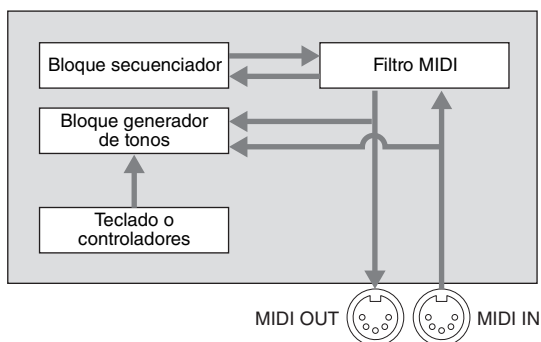 Bloque secuenciador
Filtro MIDI
Bloque generador
de tonos
Teclado o
controladores
MIDI OUT
MIDI IN